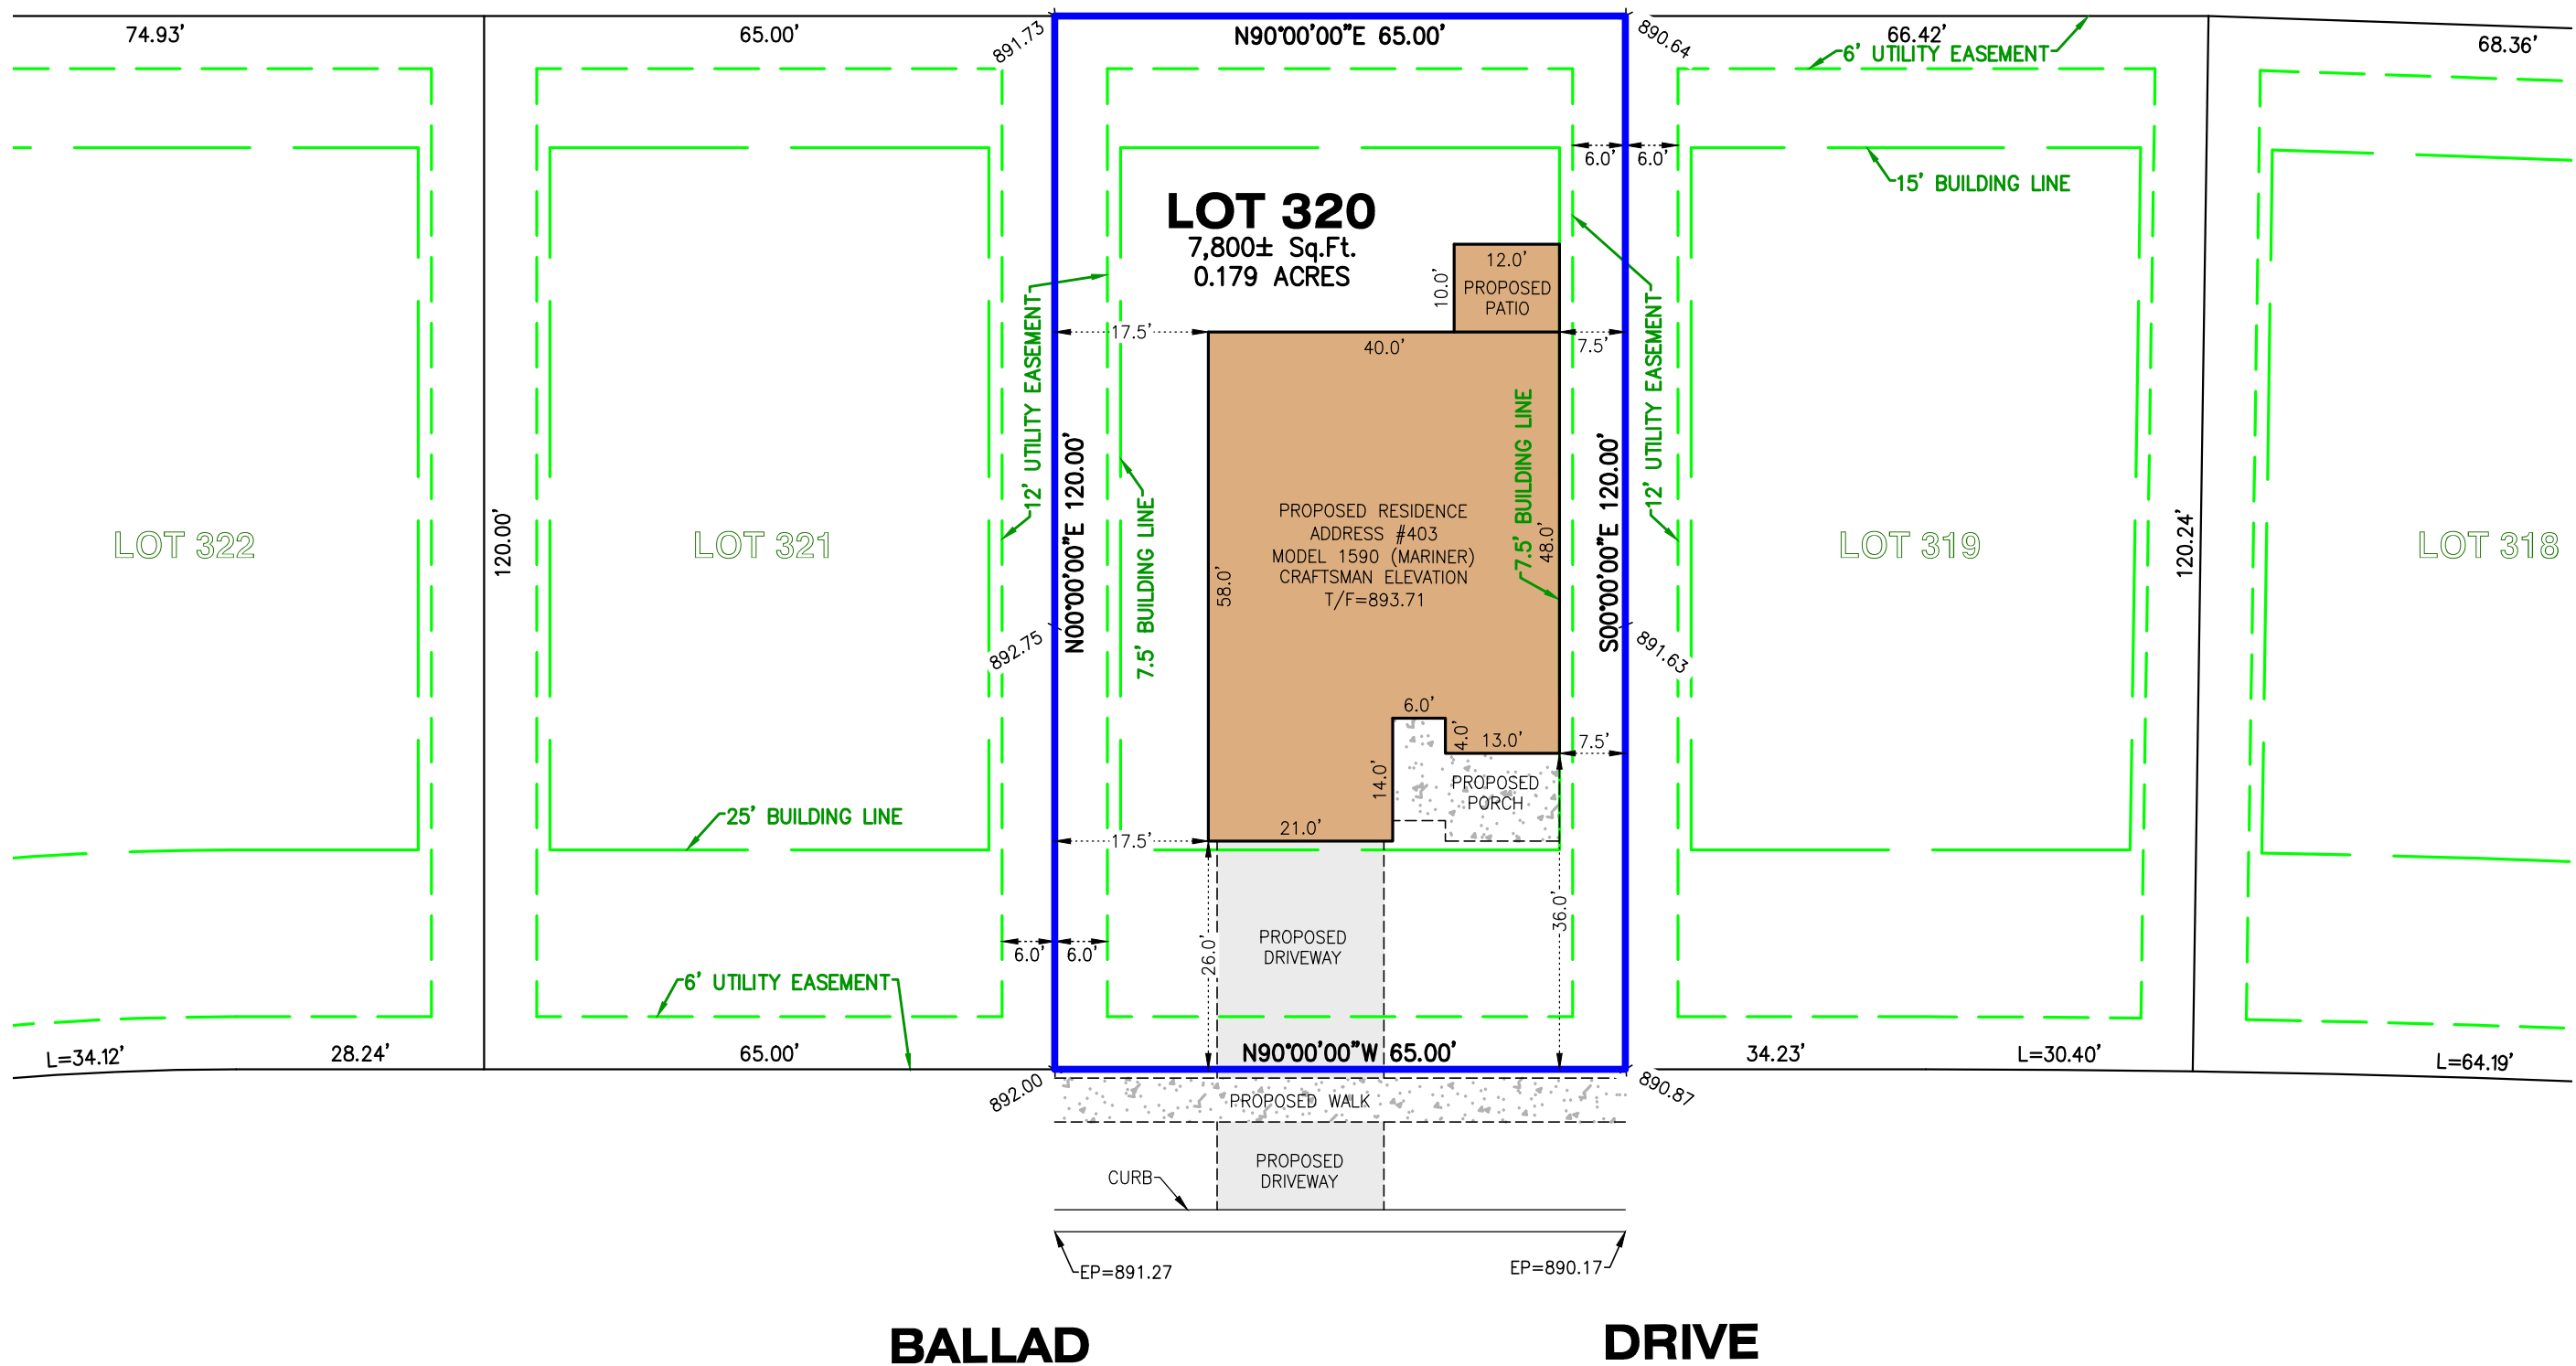 74.93'
65.00'
891.73
N90°00'00"E 65.00'
890.64
66.42'
6' UTILITY EASEMENT
68.36'
6.0'
6.0'
15' BUILDING LINE
LOT 320
7,800± Sq.Ft.
0.179 ACRES
12.0'
10.0'
PROPOSED
PATIO
17.5'
40.0'
7.5'
12' UTILITY EASEMENT
12' UTILITY EASEMENT
N00°00'00"E 120.00'
7.5' BUILDING LINE
7.5' BUILDING LINE
S00°00'00"E 120.00'
LOT 322
120.00'
LOT 321
PROPOSED RESIDENCE
ADDRESS #403
MODEL 1590 (MARINER)
CRAFTSMAN ELEVATION
T/F=893.71
58.0'
48.0'
LOT 319
120.24'
LOT 318
892.75
891.63
6.0'
4.0'
13.0'
7.5'
14.0'
PROPOSED
PORCH
25' BUILDING LINE
17.5'
21.0'
26.0'
PROPOSED
DRIVEWAY
36.0'
6.0'
6.0'
6' UTILITY EASEMENT
L=34.12'
28.24'
65.00'
N90°00'00"W 65.00'
34.23'
L=30.40'
L=64.19'
892.00
890.87
PROPOSED WALK
PROPOSED
DRIVEWAY
CURB
EP=891.27
EP=890.17
BALLAD DRIVE